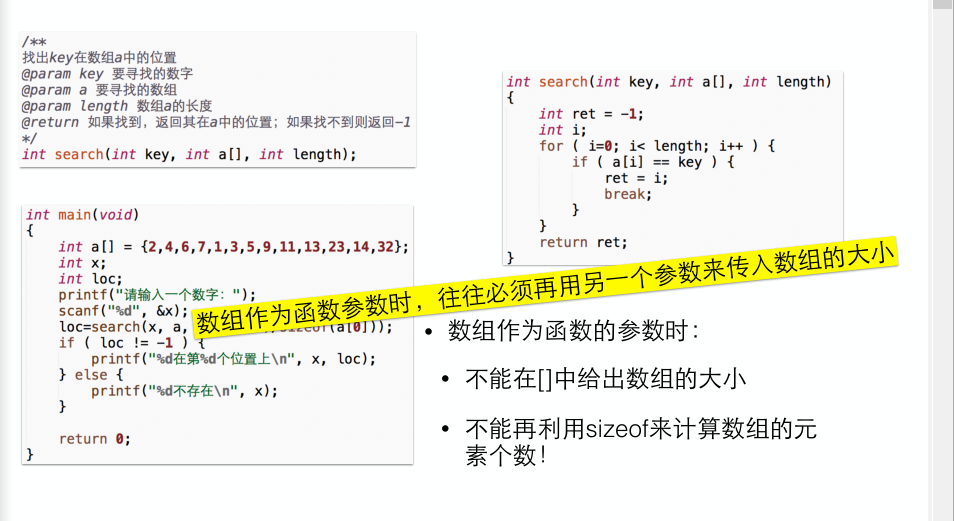 /**
找出key在数组a中的位置
@param key 要寻找的数字
@param a 要寻找的数组
@param length 数组a的长度
@return 如果找到，返回其在a中的位置；如果找不到则返回-1
*/
int search(int key, int a[], int length);
int search(int key, int a[], int length)
{
int ret = -1;
int i;
for ( i=0; i< length; i++ ) {
if ( a[i] == key ) {
ret = i;
break;
}
}
return ret;
}
int main(void)
{
int a[] = {2,4,6,7,1,3,5,9,11,13,23,14,32};
int x;
int loc;
printf("请输入一个数字：");
scanf("%d", &x);
loc=search(x, a, sizeof(a[0]));
if ( loc != -1 ) {
printf("%d在第%d个位置上\n", x, loc);
} else {
printf("%d不存在\n", x);
}
return 0;
}
数组作为函数参数时，往往必须再用另一个参数来传入数组的大小
• 数组作为函数的参数时：
• 不能在[]中给出数组的大小
• 不能再利用sizeof来计算数组的元
素个数！